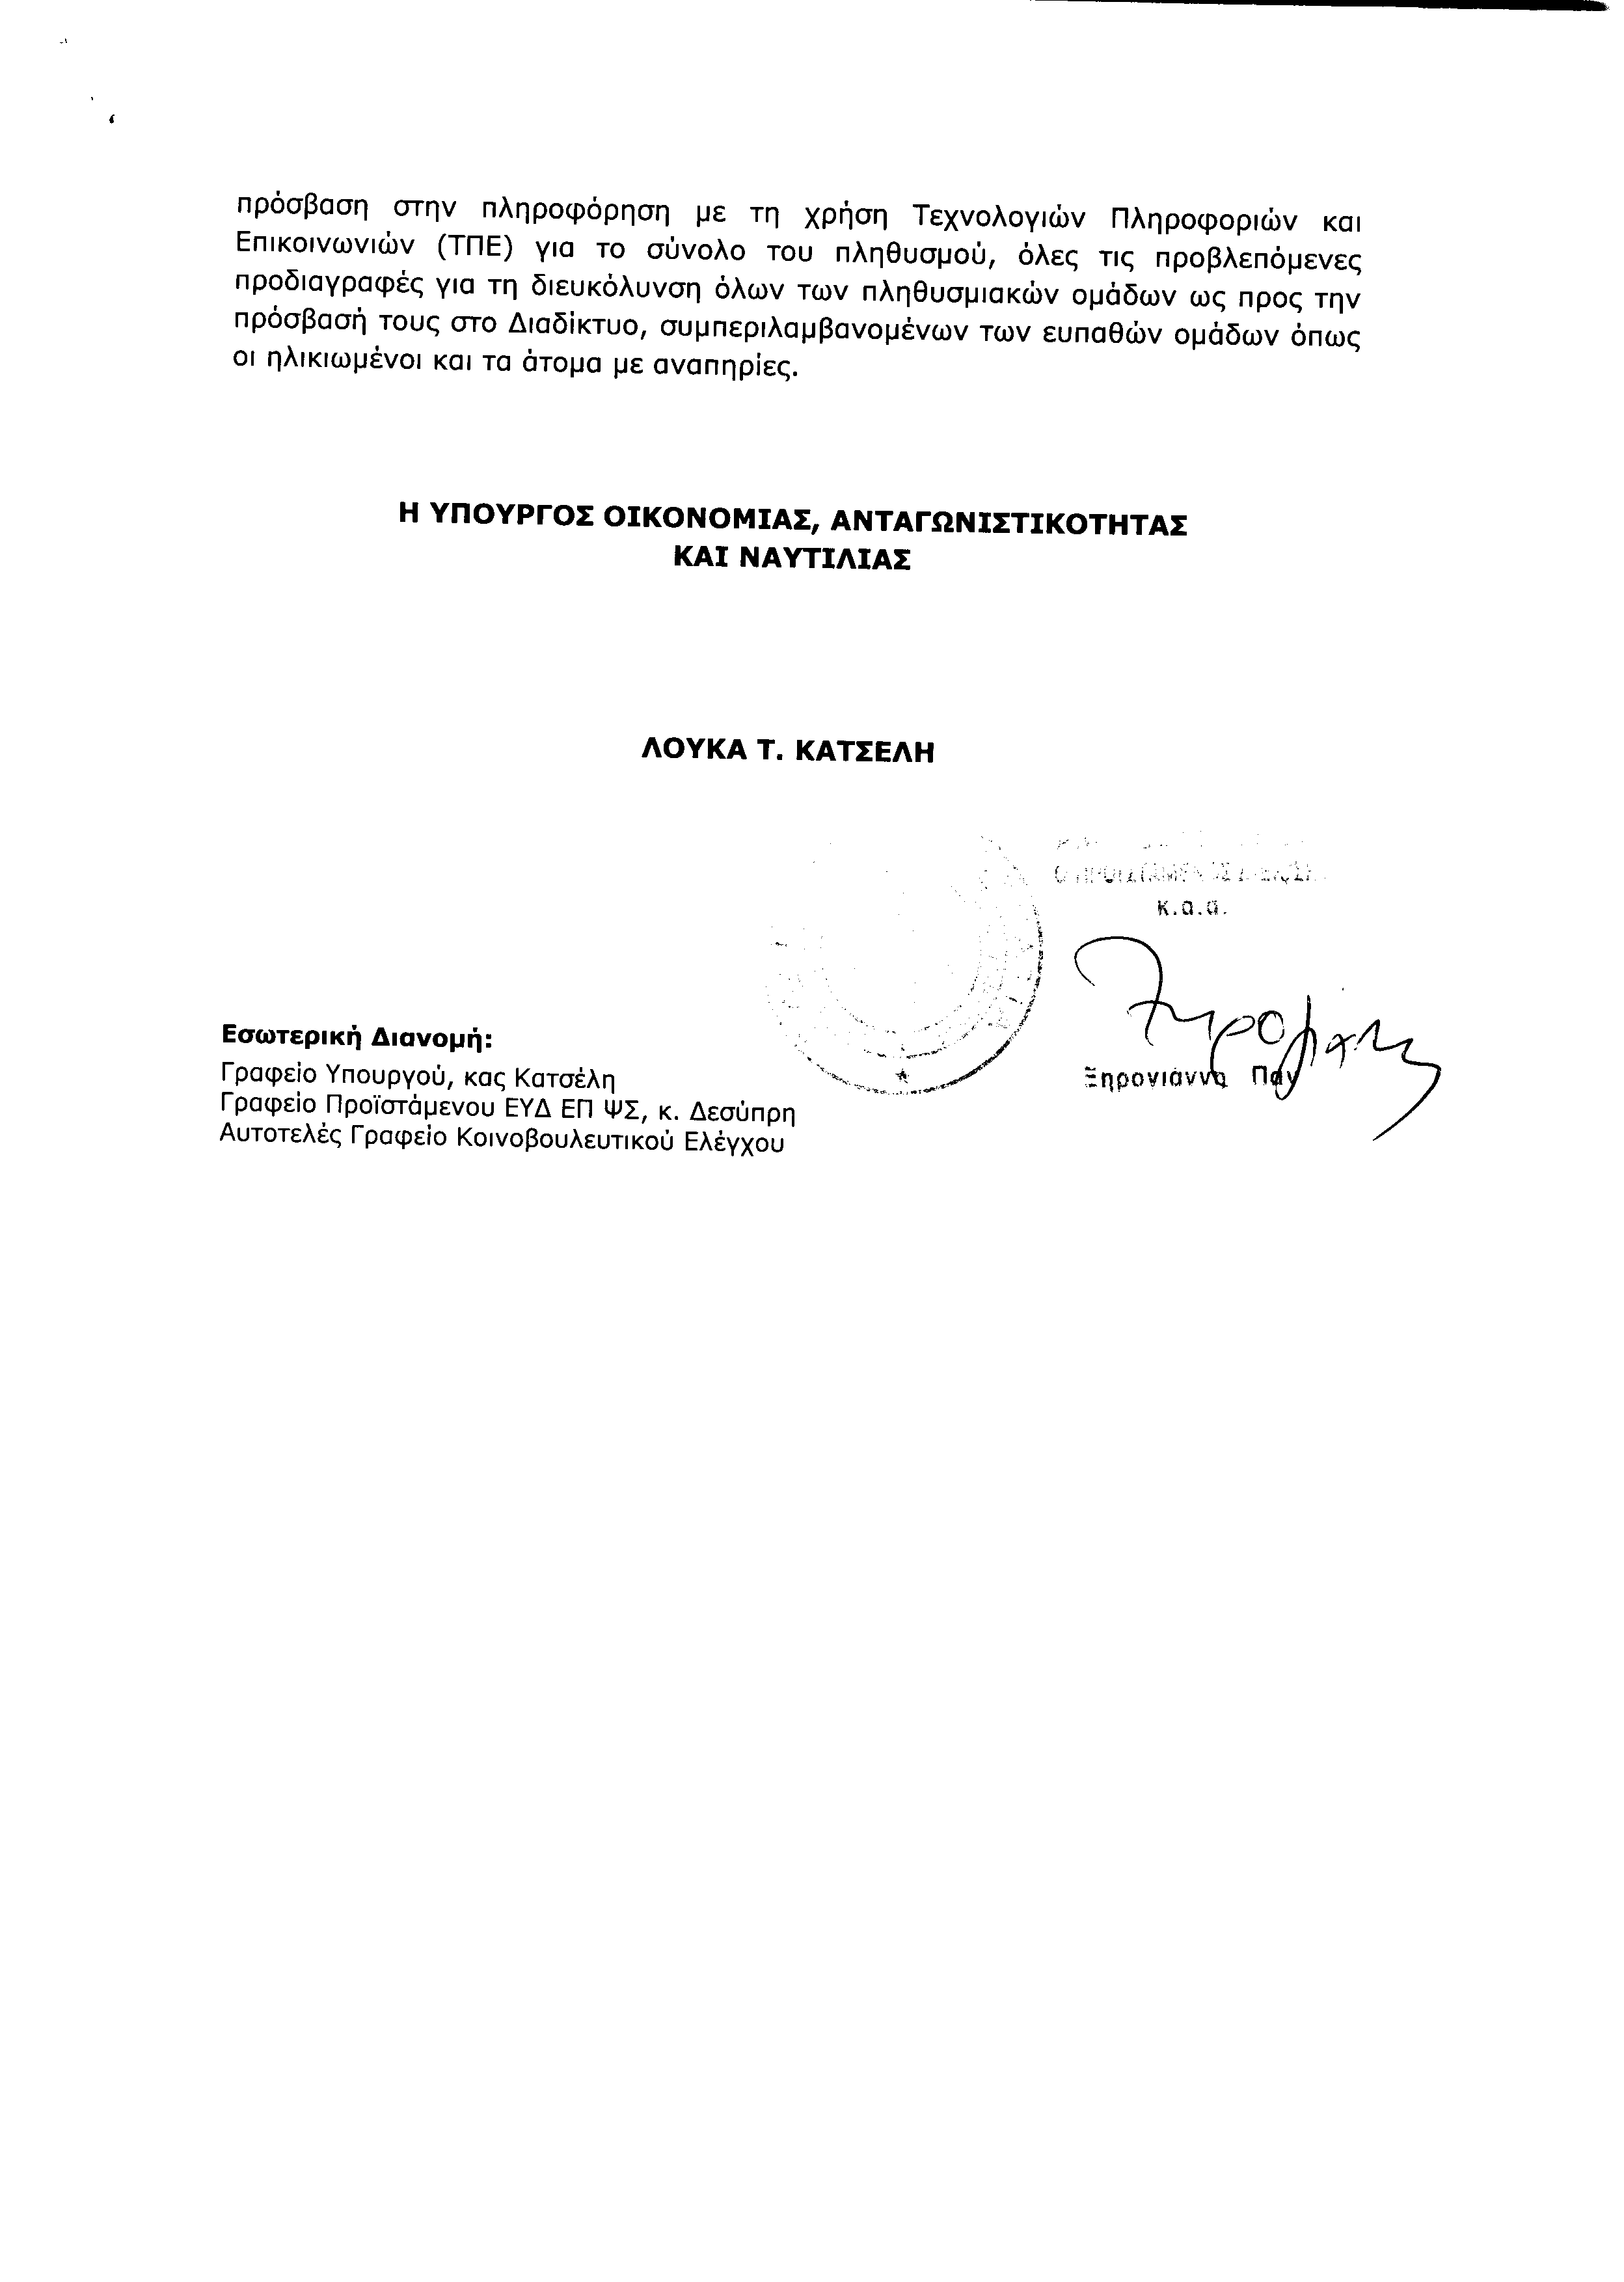 πρόσβαση στην πληροφόρηση με τη χρήση Τεχνολογιών Πληροφοριών και
Επικοινωνιών (ΤΠΕ) για το σύνολο του πληθυσμού, όλες τις προβλεπόμενες
προδιαγραφές για τη διευκόλυνση όλων των πληθυσμιακών ομάδων ως προς την
πρόσβασή τους στο Διαδίκτυο, συμπεριλαμβανομένων των ευπαθών ομάδων όπως
οι ηλικιωμένοι και τα άτομα με αναπηρίες.
Η ΥΠΟΥΡΓΟΣ ΟΙΚΟΝΟΜΙΑΣ, ΑΝΤΑΓΩΝΙΣΤΙΚΟΤΗΤΑΣ
ΚΑΙ ΝΑΥΤΙΛΙΑΣ
ΛΟΥΚΑ Τ. ΚΑΤΣΕΛΗ
κ.α.α.
Ξηρογιάννη Παν
Εσωτερική Διανομή:
Γραφείο Υπουργού, κας Κατσέλη
Γραφείο Προϊστάμενου ΕΥΔ ΕΠ ΨΣ, κ. Δεσύπρη
Αυτοτελές Γραφείο Κοινοβουλευτικού Ελέγχου